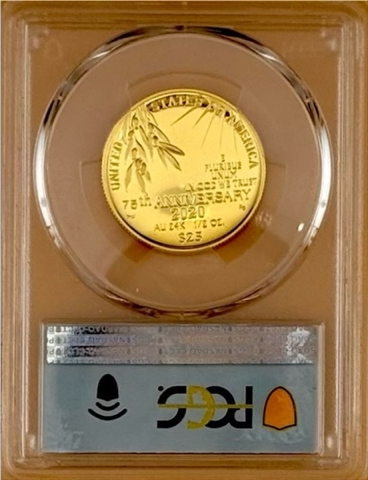 UNITED STATES OF AMERICA
E
PLURIBUS
UNUM
IN GOD WE TRUST
75th ANNIVERSARY
2020
AU 24K 1/2 OZ.
$25
PCGS